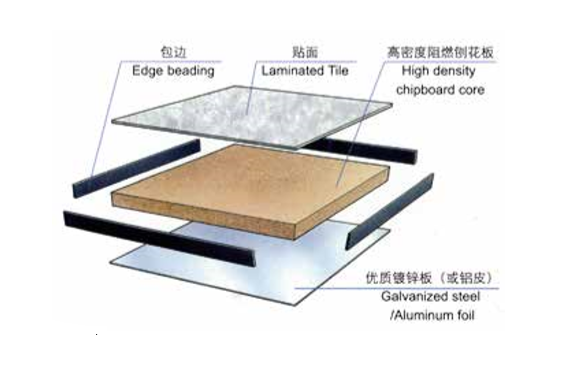 包边
Edge beading
贴面
Laminated Tile
高密度阻燃刨花板
High density
chipboard core
优质镀锌板（或铝皮）
Galvanized steel
/Aluminum foil